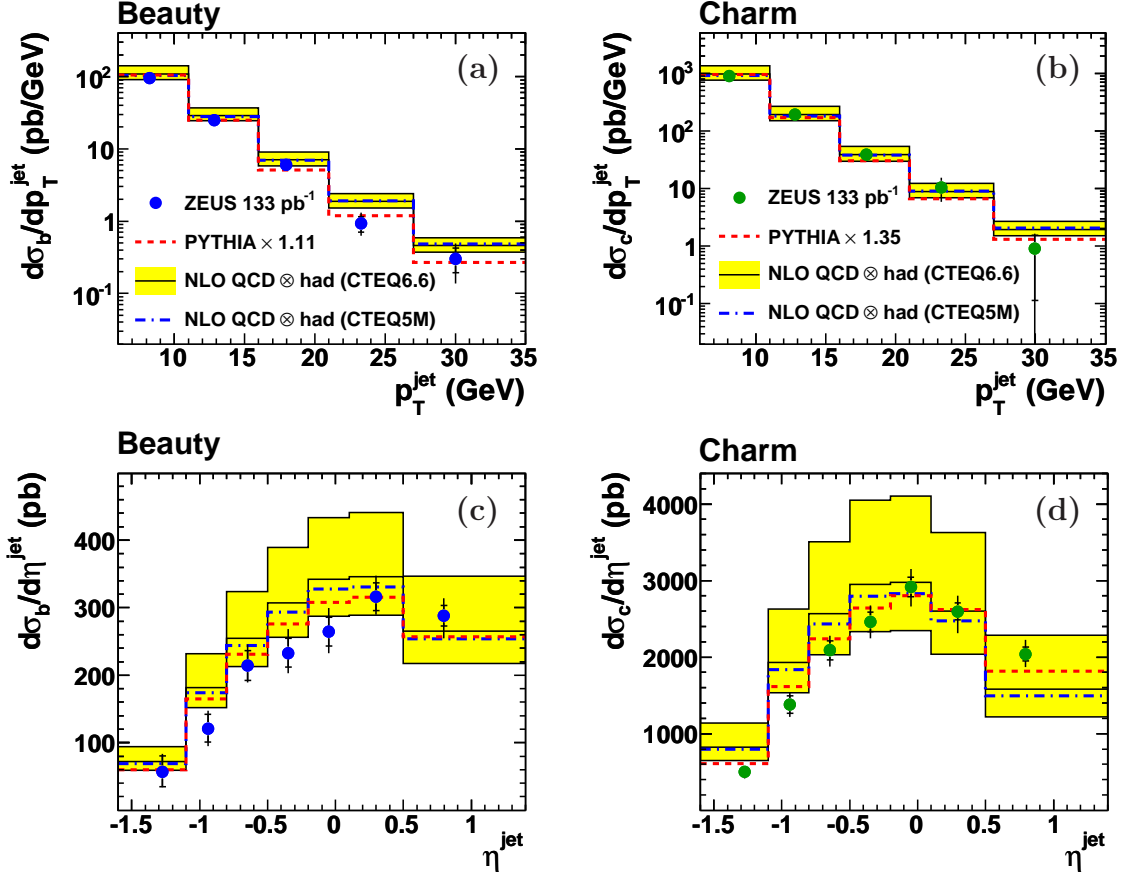 Beauty
dσ_b/dp_T^jet (pb/GeV)
(a)
10^2
10
1
10^-1
ZEUS 133 pb^-1
PYTHIA × 1.11
NLO QCD ⊗ had (CTEQ6.6)
NLO QCD ⊗ had (CTEQ5M)
10 15 20 25 30 35
p_T^jet (GeV)
Charm
dσ_c/dp_T^jet (pb/GeV)
(b)
10^3
10^2
10
1
10^-1
ZEUS 133 pb^-1
PYTHIA × 1.35
NLO QCD ⊗ had (CTEQ6.6)
NLO QCD ⊗ had (CTEQ5M)
10 15 20 25 30 35
p_T^jet (GeV)
Beauty
dσ_b/dη^jet (pb)
(c)
400
300
200
100
-1.5 -1 -0.5 0 0.5 1
η^jet
Charm
dσ_c/dη^jet (pb)
(d)
4000
3000
2000
1000
-1.5 -1 -0.5 0 0.5 1
η^jet